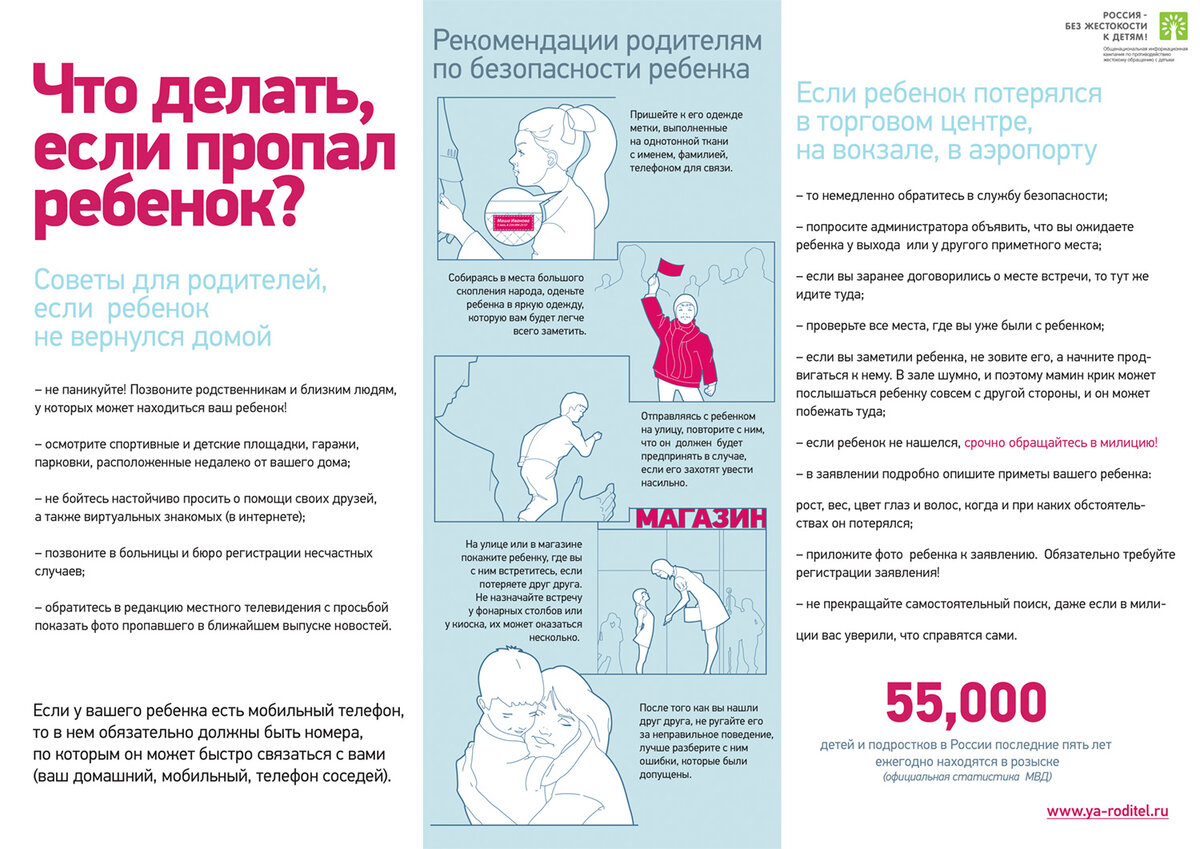 Что делать,
если пропал
ребенок?
Советы для родителей,
если ребенок
не вернулся домой
– не паникуйте! Позвоните родственникам и близким людям,
у которых может находиться ваш ребенок!
– осмотрите спортивные и детские площадки, гаражи,
парковки, расположенные недалеко от вашего дома;
– не бойтесь настойчиво просить о помощи своих друзей,
а также виртуальных знакомых (в интернете);
– позвоните в больницы и бюро регистрации несчастных
случаев;
– обратитесь в редакцию местного телевидения с просьбой
показать фото пропавшего в ближайшем выпуске новостей.
Если у вашего ребенка есть мобильный телефон,
то в нем обязательно должны быть номера,
по которым он может быстро связаться с вами
(ваш домашний, мобильный, телефон соседей).
Рекомендации родителям
по безопасности ребенка
Пришейте к его одежде
метки, выполненные
на однотонной ткани
с именем, фамилией,
телефоном для связи.
Маша Иванова
Собираясь в места большого
скопления народа, оденьте
ребенка в яркую одежду,
которую вам будет легче
всего заметить.
Отправляясь с ребенком
на улицу, повторите с ним,
что он должен будет
предпринять в случае,
если его захотят увести
насильно.
МАГАЗИН
На улице или в магазине
покажите ребенку, где вы
с ним встретитесь, если
потеряете друг друга.
Не назначайте встречу
у фонарных столбов или
у киоска, их может оказаться
несколько.
После того как вы нашли
друг друга, не ругайте его
за неправильное поведение,
лучше разберите с ним
ошибки, которые были
допущены.
РОССИЯ -
БЕЗ ЖЕСТОКОСТИ
К ДЕТЯМ!
Общенациональная информационная
кампания по противодействию
жестокому обращению с детьми
Если ребенок потерялся
в торговом центре,
на вокзале, в аэропорту
– то немедленно обратитесь в службу безопасности;
– попросите администратора объявить, что вы ожидаете
ребенка у выхода или у другого приметного места;
– если вы заранее договорились о месте встречи, то тут же
идите туда;
– проверьте все места, где вы уже были с ребенком;
– если вы заметили ребенка, не зовите его, а начните прод-
вигаться к нему. В зале шумно, и поэтому мамин крик может
послышаться ребенку совсем с другой стороны, и он может
побежать туда;
– если ребенок не нашелся, срочно обращайтесь в милицию!
– в заявлении подробно опишите приметы вашего ребенка:
рост, вес, цвет глаз и волос, когда и при каких обстоятель-
ствах он потерялся;
– приложите фото ребенка к заявлению. Обязательно требуйте
регистрации заявления!
– не прекращайте самостоятельный поиск, даже если в мили-
ции вас уверили, что справятся сами.
55,000
детей и подростков в России последние пять лет
ежегодно находятся в розыске
(официальная статистика МВД)
www.ya-roditel.ru